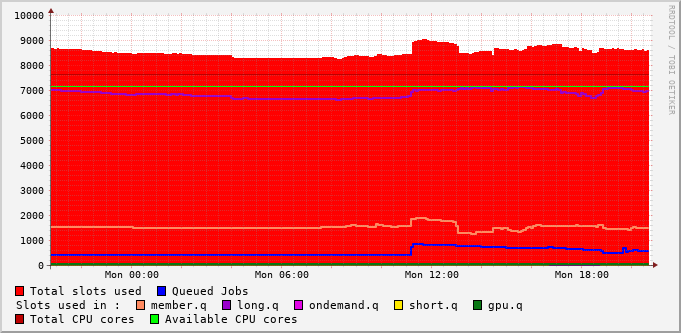 10000
9000
8000
7000
6000
5000
4000
3000
2000
1000
0
Mon 00:00 Mon 06:00 Mon 12:00 Mon 18:00
RRDTOOL / TOBI OETIKER
Total slots used Queued Jobs
Slots used in : member.q long.q ondemand.q short.q gpu.q
Total CPU cores Available CPU cores